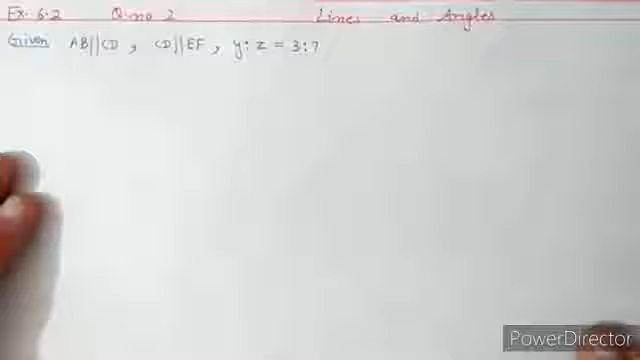 Ex. 6.2 Q.no 2 Lines and Angles
Given AB||CD, CD||EF, y:z = 3:7
PowerDirector